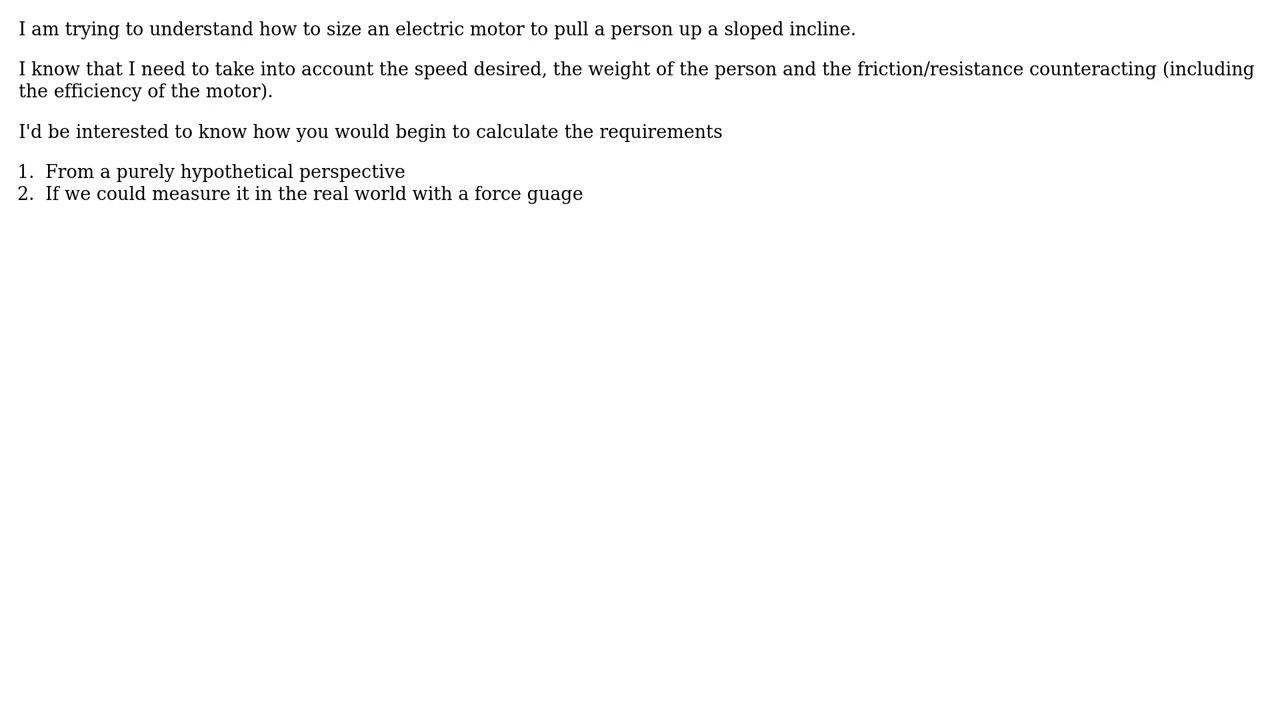 I am trying to understand how to size an electric motor to pull a person up a sloped incline.
I know that I need to take into account the speed desired, the weight of the person and the friction/resistance counteracting (including
the efficiency of the motor).
I'd be interested to know how you would begin to calculate the requirements
1. From a purely hypothetical perspective
2. If we could measure it in the real world with a force guage